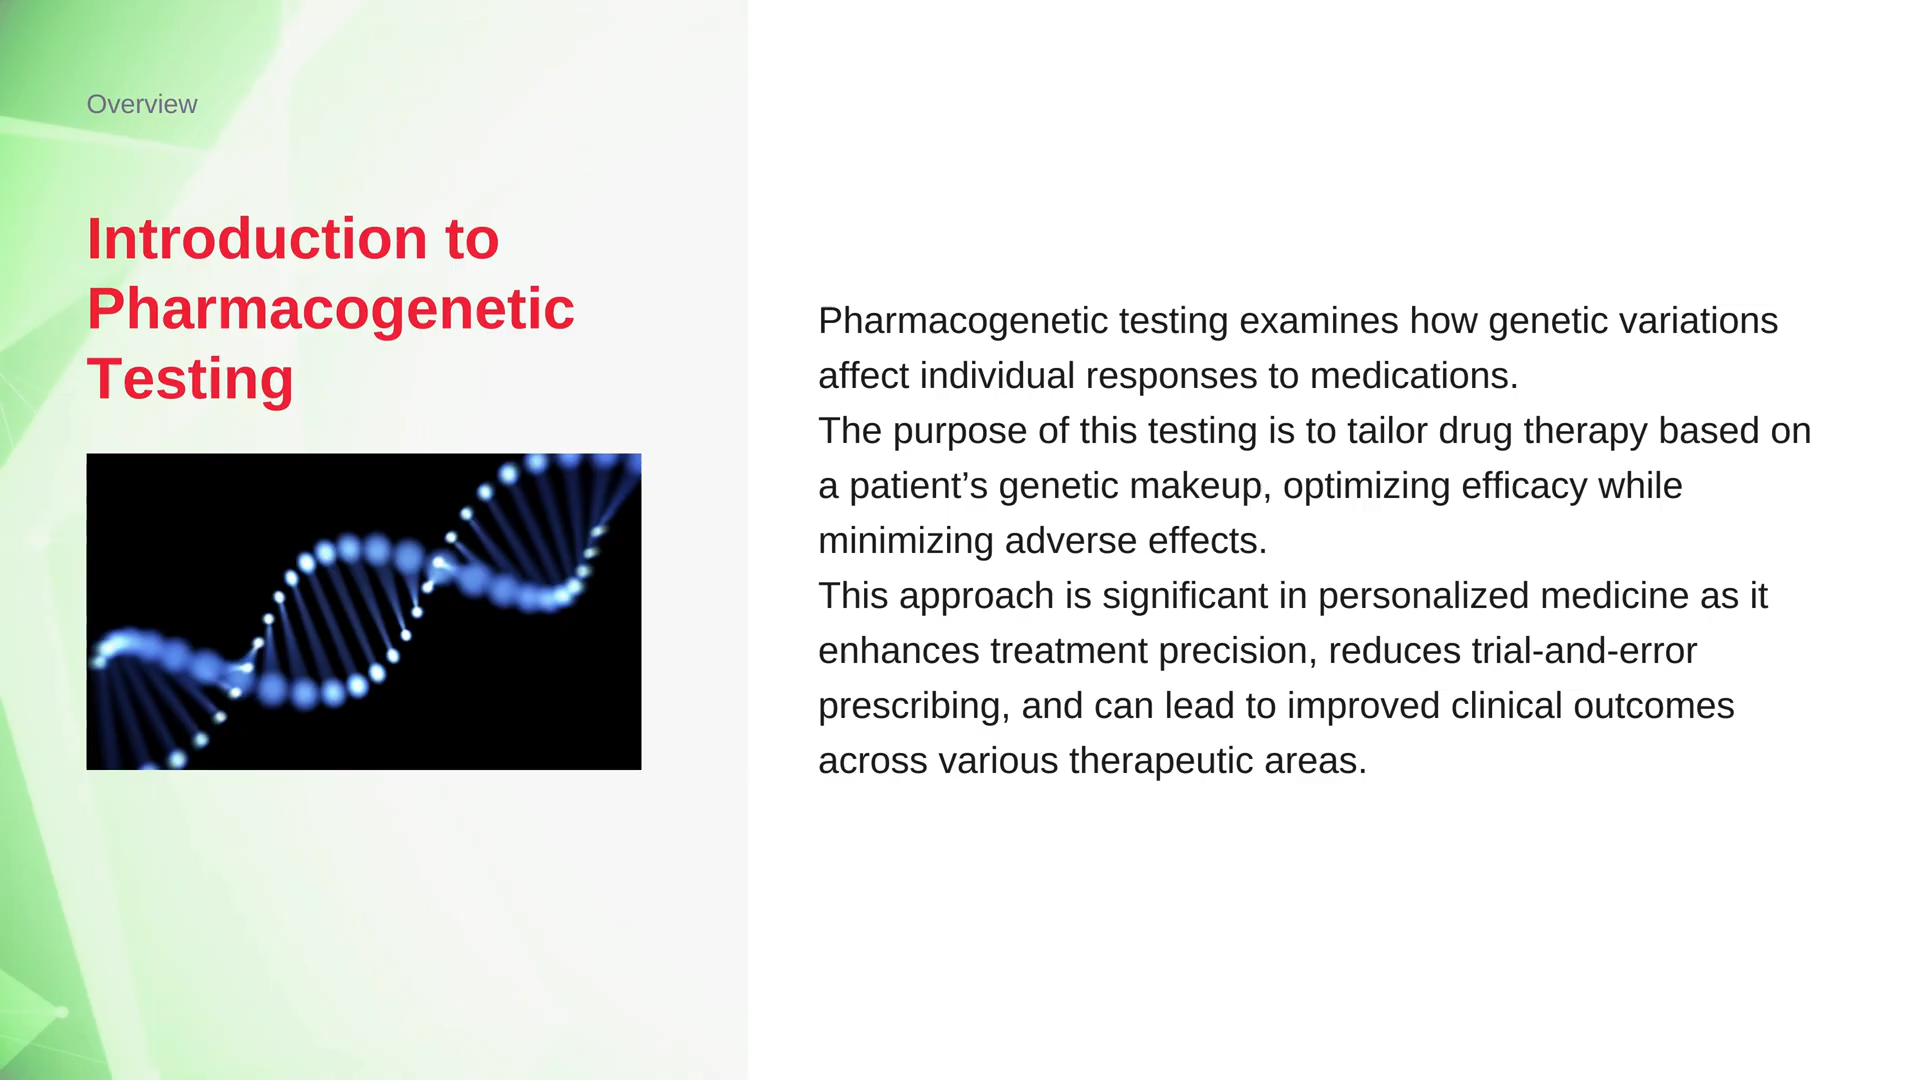 Overview
Introduction to
Pharmacogenetic
Testing
Pharmacogenetic testing examines how genetic variations
affect individual responses to medications.
The purpose of this testing is to tailor drug therapy based on
a patient’s genetic makeup, optimizing efficacy while
minimizing adverse effects.
This approach is significant in personalized medicine as it
enhances treatment precision, reduces trial-and-error
prescribing, and can lead to improved clinical outcomes
across various therapeutic areas.